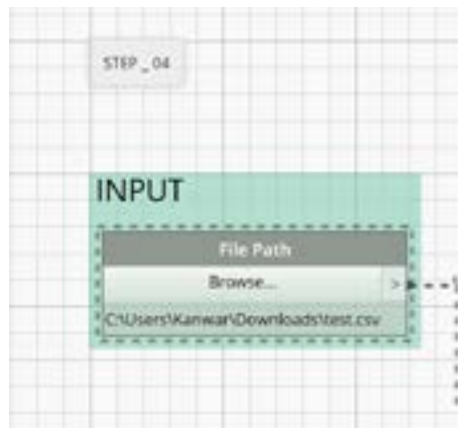 STEP _ 04
INPUT
File Path
Browse... >
C:\Users\Kanwar\Downloads\test.csv